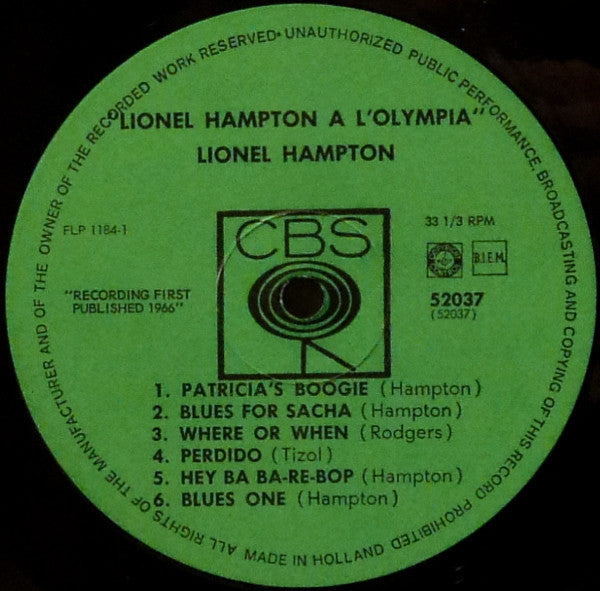 ALL RIGHTS OF THE MANUFACTURER AND OF THE OWNER OF THE RECORDED WORK RESERVED • UNAUTHORIZED PUBLIC PERFORMANCE, BROADCASTING AND COPYING OF THIS RECORD PROHIBITED
"LIONEL HAMPTON A L'OLYMPIA"
LIONEL HAMPTON
FLP 1184-1
33 1/3 RPM
CBS
B.I.E.M.
"RECORDING FIRST
PUBLISHED 1966"
52037
(52037)
1. PATRICIA'S BOOGIE (Hampton)
2. BLUES FOR SACHA (Hampton)
3. WHERE OR WHEN (Rodgers)
4. PERDIDO (Tizol)
5. HEY BA BA-RE-BOP (Hampton)
6. BLUES ONE (Hampton)
MADE IN HOLLAND